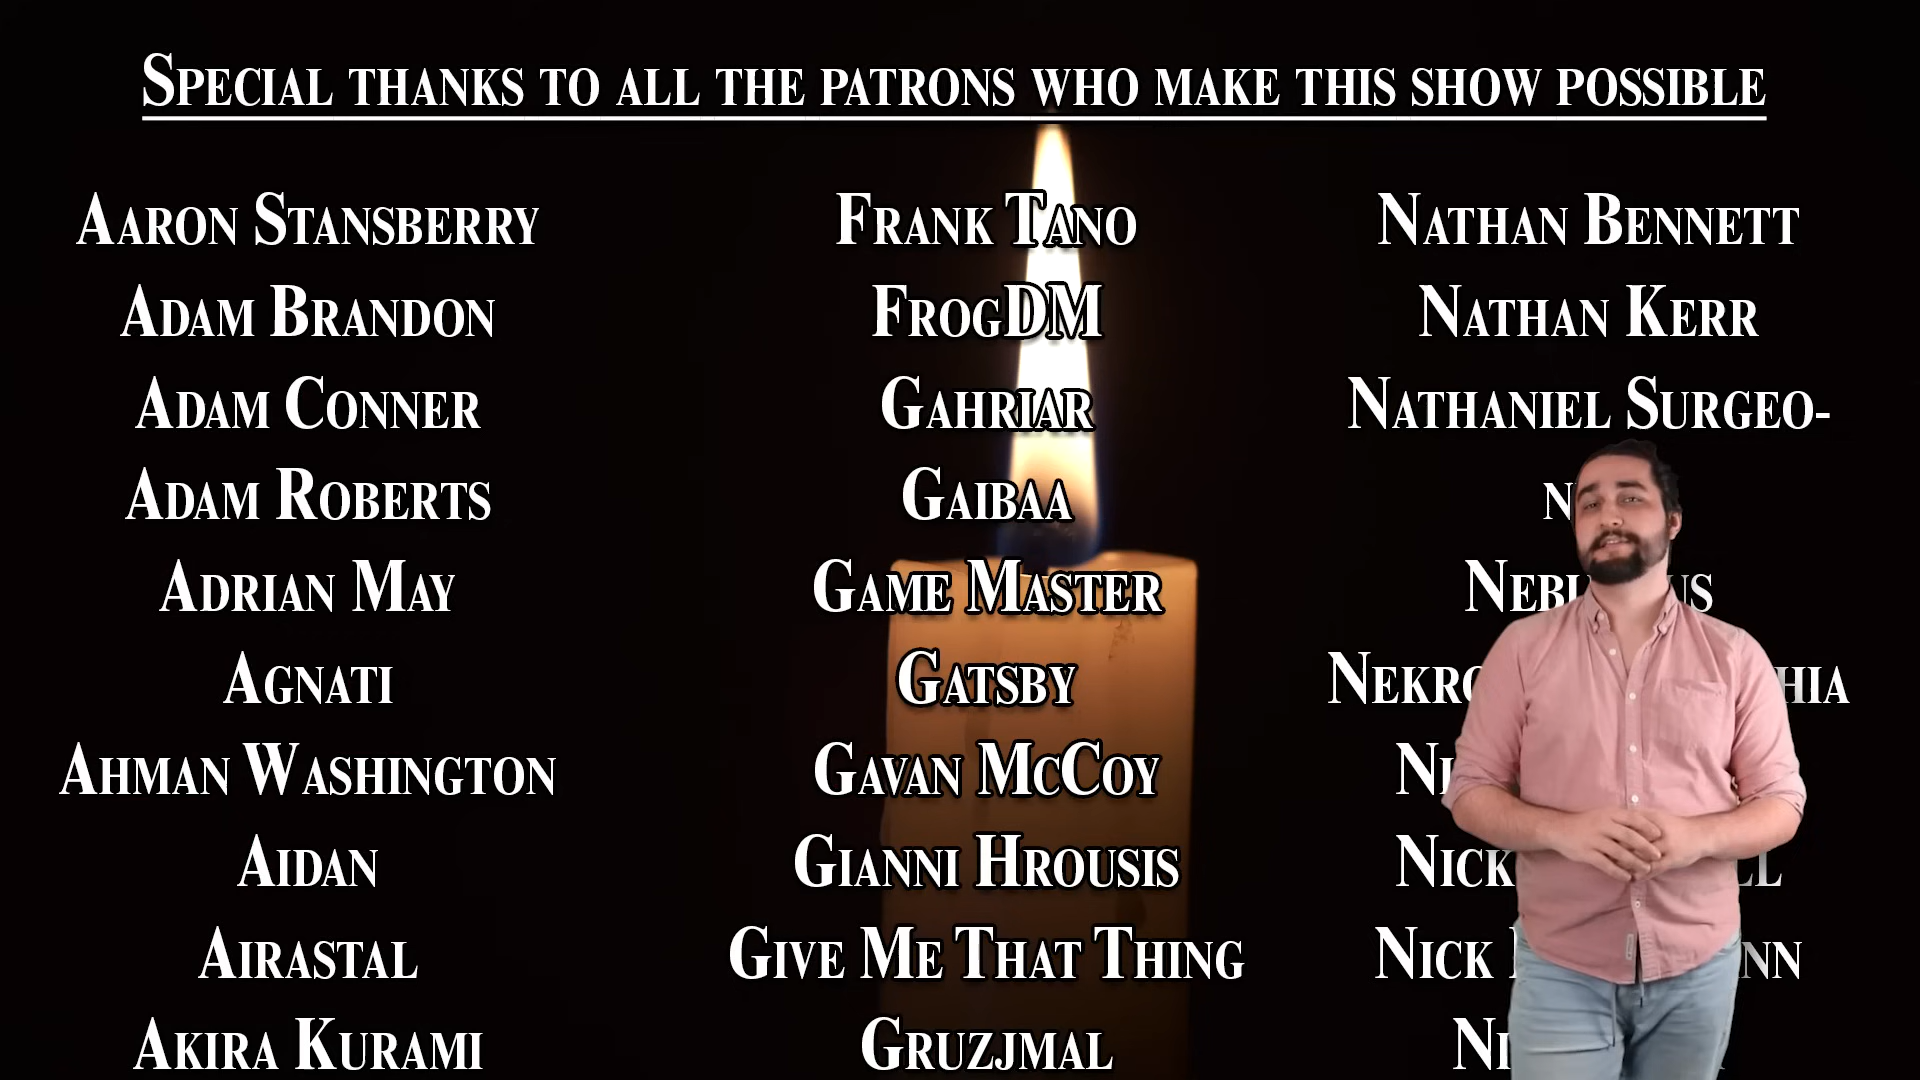 Special thanks to all the patrons who make this show possible
Aaron Stansberry
Adam Brandon
Adam Conner
Adam Roberts
Adrian May
Agnati
Ahman Washington
Aidan
Airastal
Akira Kurami
Frank Tano
FrogDM
Gahriar
Gaibaa
Game Master
Gatsby
Gavan McCoy
Gianni Hrousis
Give Me That Thing
Gruzjmal
Nathan Bennett
Nathan Kerr
Nathaniel Surgeo-
Nick
Nick